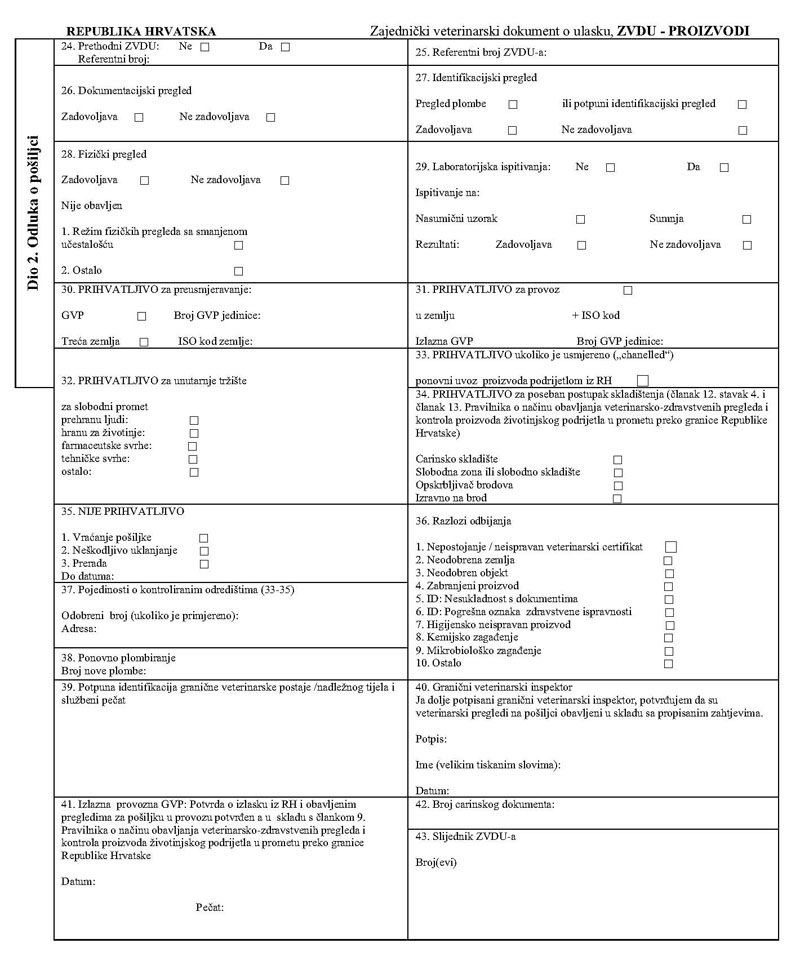 REPUBLIKA HRVATSKA
Zajednički veterinarski dokument o ulasku, ZVDU - PROIZVODI
Dio 2. Odluka o pošiljci
24. Prethodni ZVDU: Ne □ Da □
Referentni broj:
25. Referentni broj ZVDU-a:
26. Dokumentacijski pregled
Zadovoljava □ Ne zadovoljava □
27. Identifikacijski pregled
Pregled plombe □ ili potpuni identifikacijski pregled □
Zadovoljava □ Ne zadovoljava □
28. Fizički pregled
Zadovoljava □ Ne zadovoljava □
Nije obavljen
1. Režim fizičkih pregleda sa smanjenom
učestalošću □
2. Ostalo □
29. Laboratorijska ispitivanja: Ne □ Da □
Ispitivanje na:
Nasumični uzorak □ Sumnja □
Rezultati: Zadovoljava □ Ne zadovoljava □
30. PRIHVATLJIVO za preusmjeravanje:
GVP □ Broj GVP jedinice:
Treća zemlja □ ISO kod zemlje:
31. PRIHVATLJIVO za provoz □
u zemlju + ISO kod
Izlazna GVP Broj GVP jedinice:
32. PRIHVATLJIVO za unutarnje tržište
za slobodni promet
prehranu ljudi: □
hranu za životinje: □
farmaceutske svrhe: □
tehničke svrhe: □
ostalo: □
33. PRIHVATLJIVO ukoliko je usmjereno („chanelled“)
ponovni uvoz proizvoda podrijetlom iz RH □
34. PRIHVATLJIVO za poseban postupak skladištenja (članak 12. stavak 4. i
članak 13. Pravilnika o načinu obavljanja veterinarsko-zdravstvenih pregleda i
kontrola proizvoda životinjskog podrijetla u prometu preko granice Republike
Hrvatske)
Carinsko skladište □
Slobodna zona ili slobodno skladište □
Opskrbljivač brodova □
Izravno na brod □
35. NIJE PRIHVATLJIVO
1. Vraćanje pošiljke □
2. Neškodljivo uklanjanje □
3. Prerada □
Do datuma:
36. Razlozi odbijanja
1. Nepostojanje / neispravan veterinarski certifikat □
2. Neodobrena zemlja □
3. Neodobren objekt □
4. Zabranjeni proizvod □
5. ID: Nesukladnost s dokumentima □
6. ID: Pogrešna oznaka zdravstvene ispravnosti □
7. Higijensko neispravan proizvod □
8. Kemijsko zagađenje □
9. Mikrobiološko zagađenje □
10. Ostalo □
37. Pojedinosti o kontroliranim odredištima (33-35)
Odobreni broj (ukoliko je primjereno):
Adresa:
38. Ponovno plombiranje
Broj nove plombe:
39. Potpuna identifikacija granične veterinarske postaje /nadležnog tijela i
službeni pečat
40. Granični veterinarski inspektor
Ja dolje potpisani granični veterinarski inspektor, potvrđujem da su
veterinarski pregledi na pošiljci obavljeni u skladu sa propisanim zahtjevima.
Potpis:
Ime (velikim tiskanim slovima):
Datum:
41. Izlazna provozna GVP: Potvrda o izlasku iz RH i obavljenim
pregledima za pošiljku u provozu potvrđen a u skladu s člankom 9.
Pravilnika o načinu obavljanja veterinarsko-zdravstvenih pregleda i
kontrola proizvoda životinjskog podrijetla u prometu preko granice
Republike Hrvatske
Datum:
Pečat:
42. Broj carinskog dokumenta:
43. Slijednik ZVDU-a
Broj(evi)